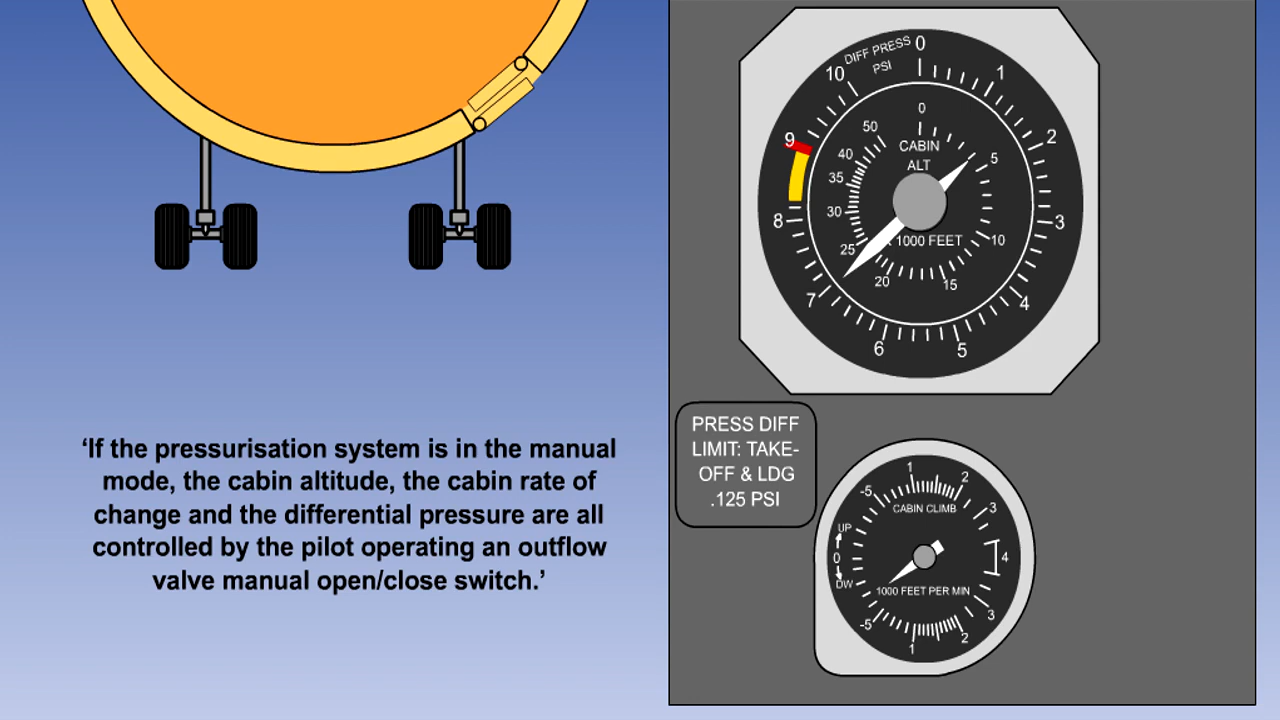 DIFF PRESS
PSI
0
1
2
3
4
5
6
7
8
9
10
0
5
10
15
20
25
30
35
40
50
CABIN
ALT
X 1000 FEET
PRESS DIFF
LIMIT: TAKE-
OFF & LDG
.125 PSI
1
2
3
4
3
2
1
-5
-5
UP
0
DW
CABIN CLIMB
1000 FEET PER MIN
‘If the pressurisation system is in the manual
mode, the cabin altitude, the cabin rate of
change and the differential pressure are all
controlled by the pilot operating an outflow
valve manual open/close switch.’